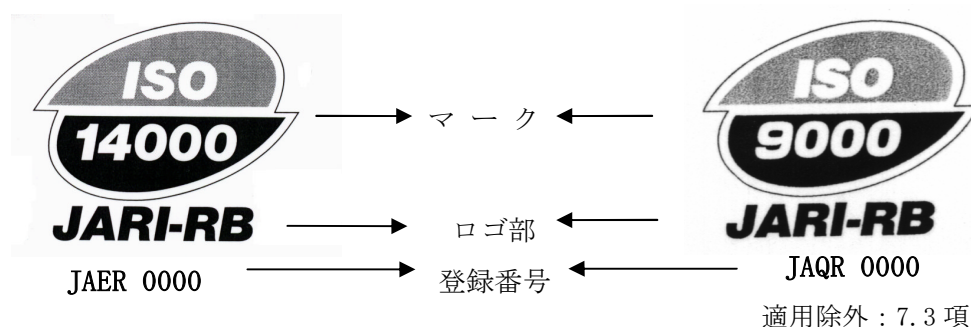 ISO
14000
JARI-RB
JAER 0000
マーク
ロゴ部
登録番号
ISO
9000
JARI-RB
JAQR 0000
適用除外：7.3 項